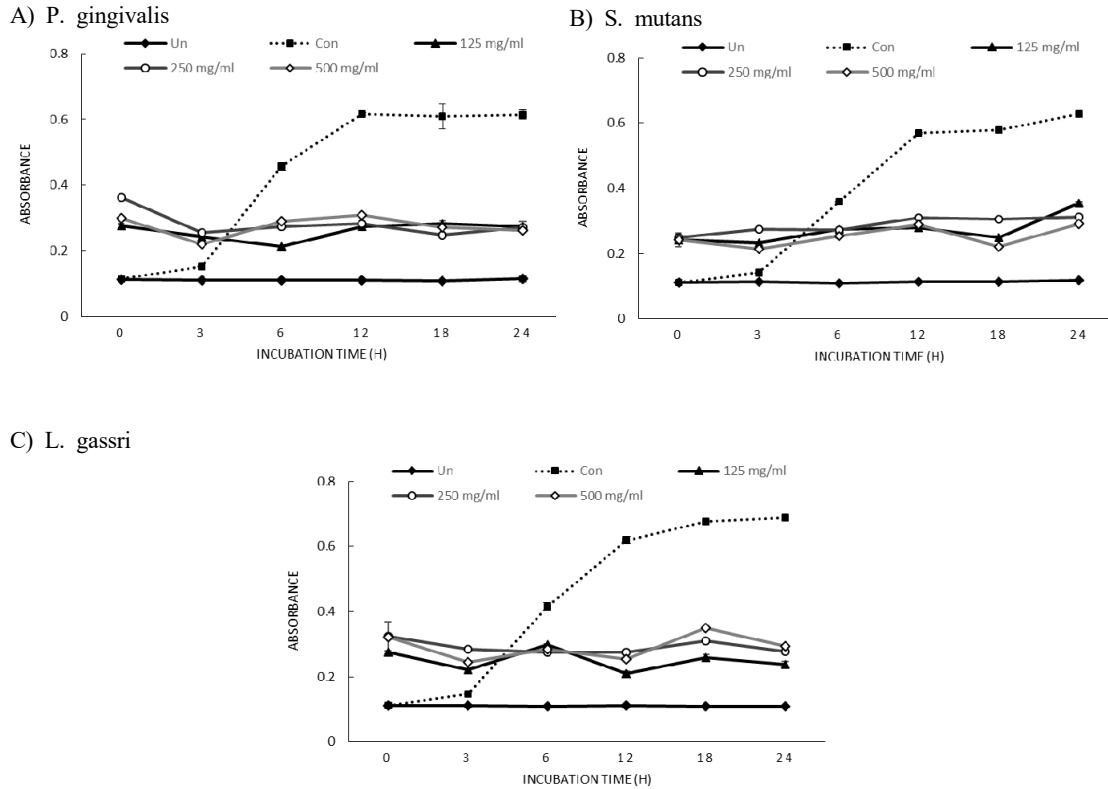 A) P. gingivalis
Un Con 125 mg/ml
250 mg/ml 500 mg/ml
0.8
0.6
0.4
0.2
0
ABSORBANCE
0 3 6 12 18 24
INCUBATION TIME (H)
B) S. mutans
Un Con 125 mg/ml
250 mg/ml 500 mg/ml
0.8
0.6
0.4
0.2
0
ABSORBANCE
0 3 6 12 18 24
INCUBATION TIME (H)
C) L. gassri
Un Con 125 mg/ml
250 mg/ml 500 mg/ml
0.8
0.6
0.4
0.2
0
ABSORBANCE
0 3 6 12 18 24
INCUBATION TIME (H)